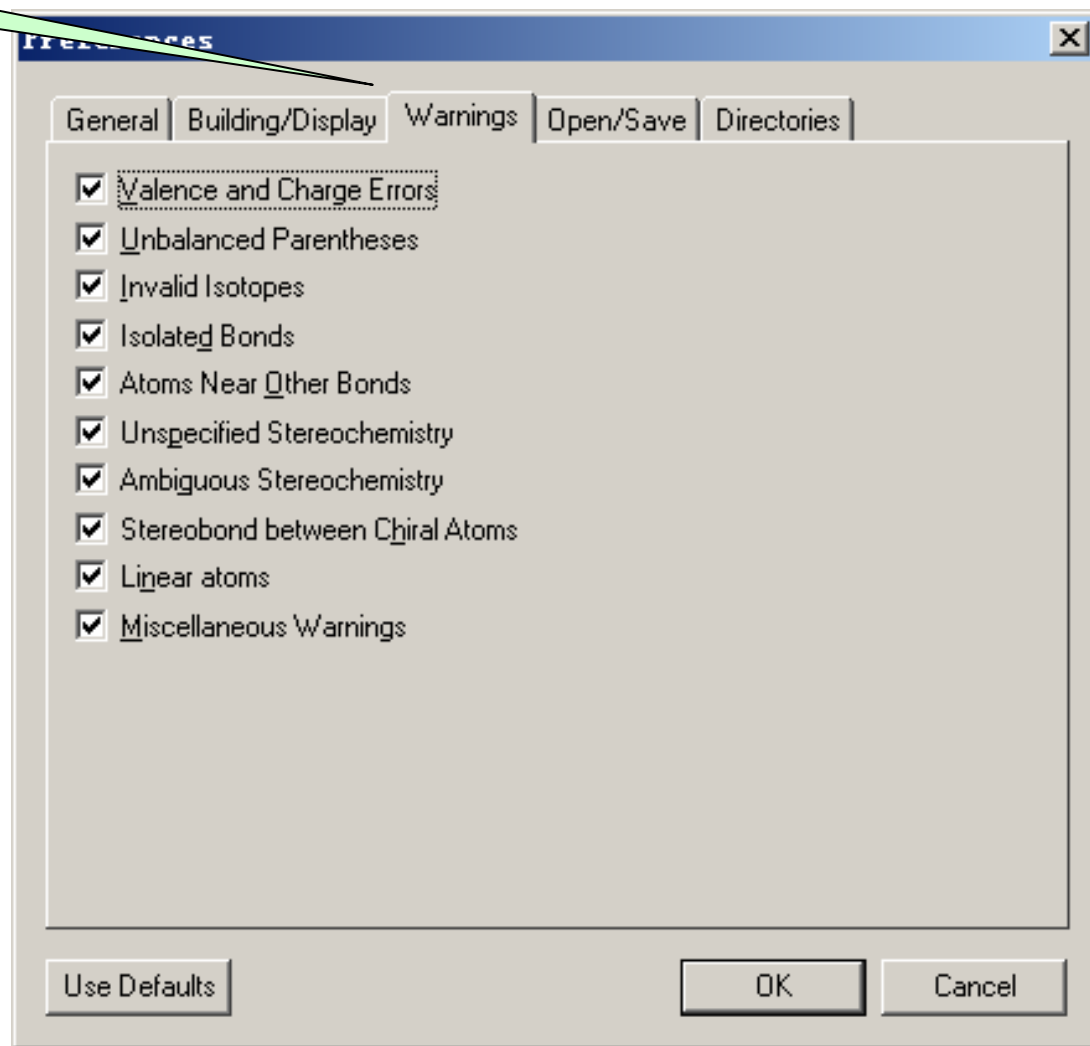 Preferences
General Building/Display Warnings Open/Save Directories
Valence and Charge Errors
Unbalanced Parentheses
Invalid Isotopes
Isolated Bonds
Atoms Near Other Bonds
Unspecified Stereochemistry
Ambiguous Stereochemistry
Stereobond between Chiral Atoms
Linear atoms
Miscellaneous Warnings
Use Defaults OK Cancel